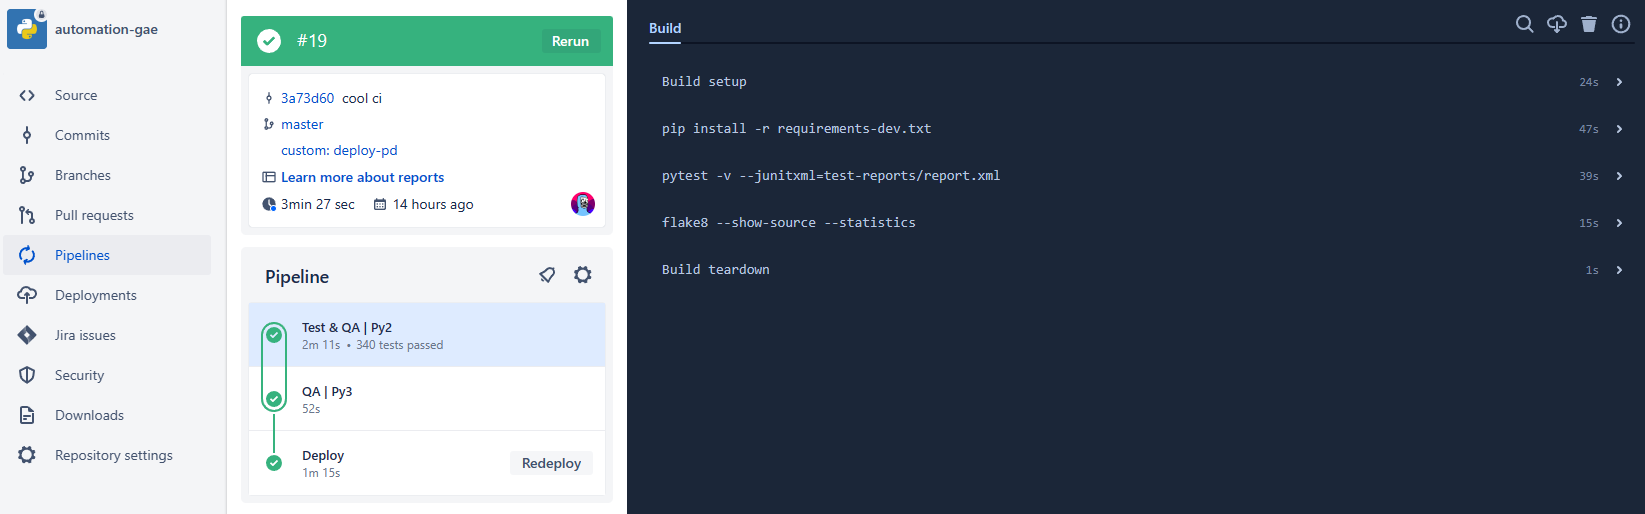 automation-gae
Source
Commits
Branches
Pull requests
Pipelines
Deployments
Jira issues
Security
Downloads
Repository settings
#19 Rerun
3a73d60 cool ci
master
custom: deploy-pd
Learn more about reports
3min 27 sec 14 hours ago
Pipeline
Test & QA | Py2
2m 11s • 340 tests passed
QA | Py3
52s
Deploy
1m 15s
Redeploy
Build
Build setup 24s
pip install -r requirements-dev.txt 47s
pytest -v --junitxml=test-reports/report.xml 39s
flake8 --show-source --statistics 15s
Build teardown 1s